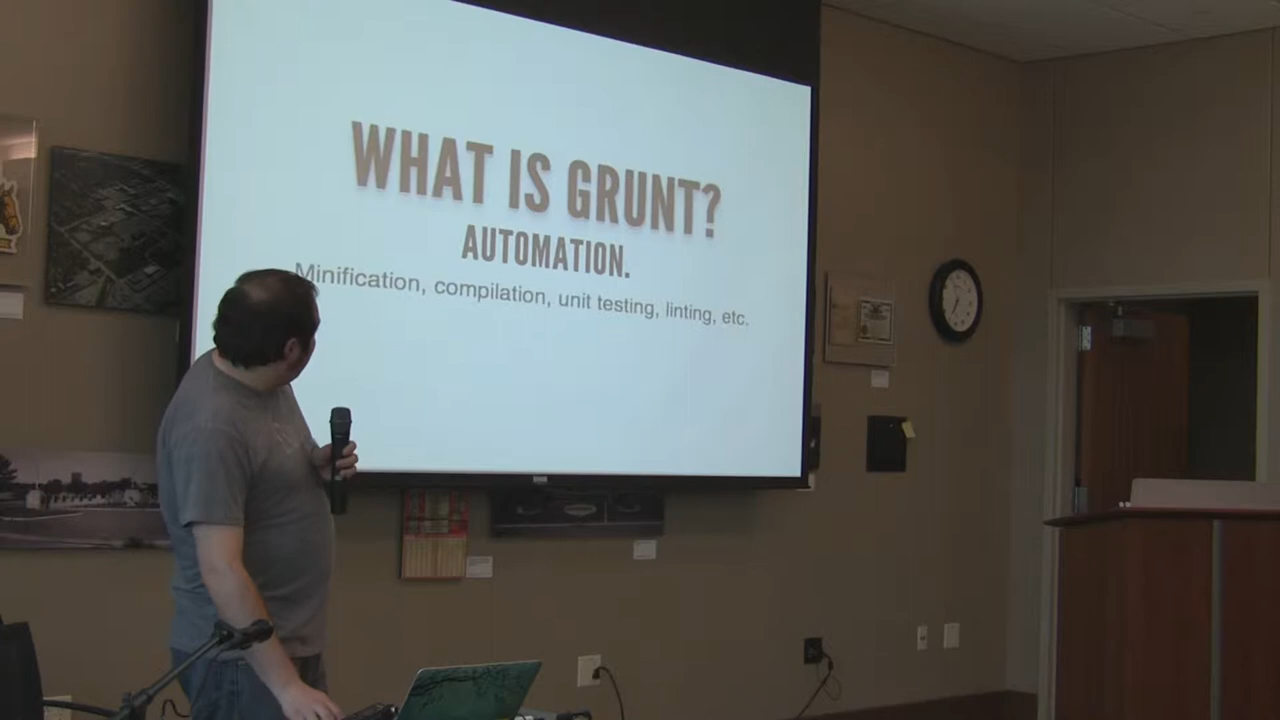 WHAT IS GRUNT?
AUTOMATION.
Minification, compilation, unit testing, linting, etc.